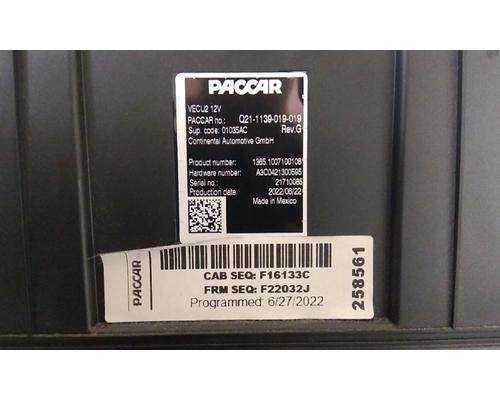 PACCAR
VECU2 12V
PACCAR no.: Q21-1139-019-019
Sup. code: 01035AC Rev.G
Continental Automotive GmbH
Product number: 1365.1007100106
Hardware number: A3C0421300595
Serial no.: 21710085
Production date: 2022/06/22
Made in Mexico
PACCAR
CAB SEQ: F16133C
FRM SEQ: F22032J
Programmed: 6/27/2022
258561